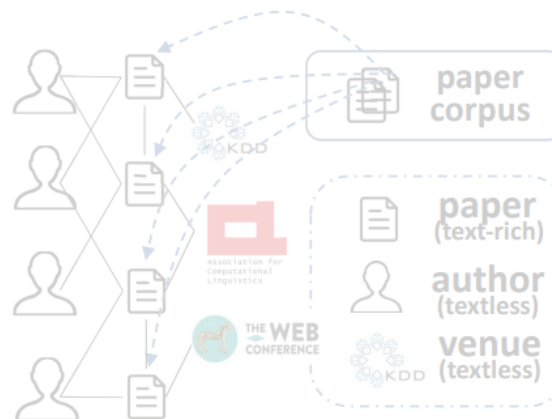 paper
corpus
KDD
paper
(text-rich)
Association for
Computational
Linguistics
author
(textless)
THE WEB
CONFERENCE
venue
(textless)
KDD